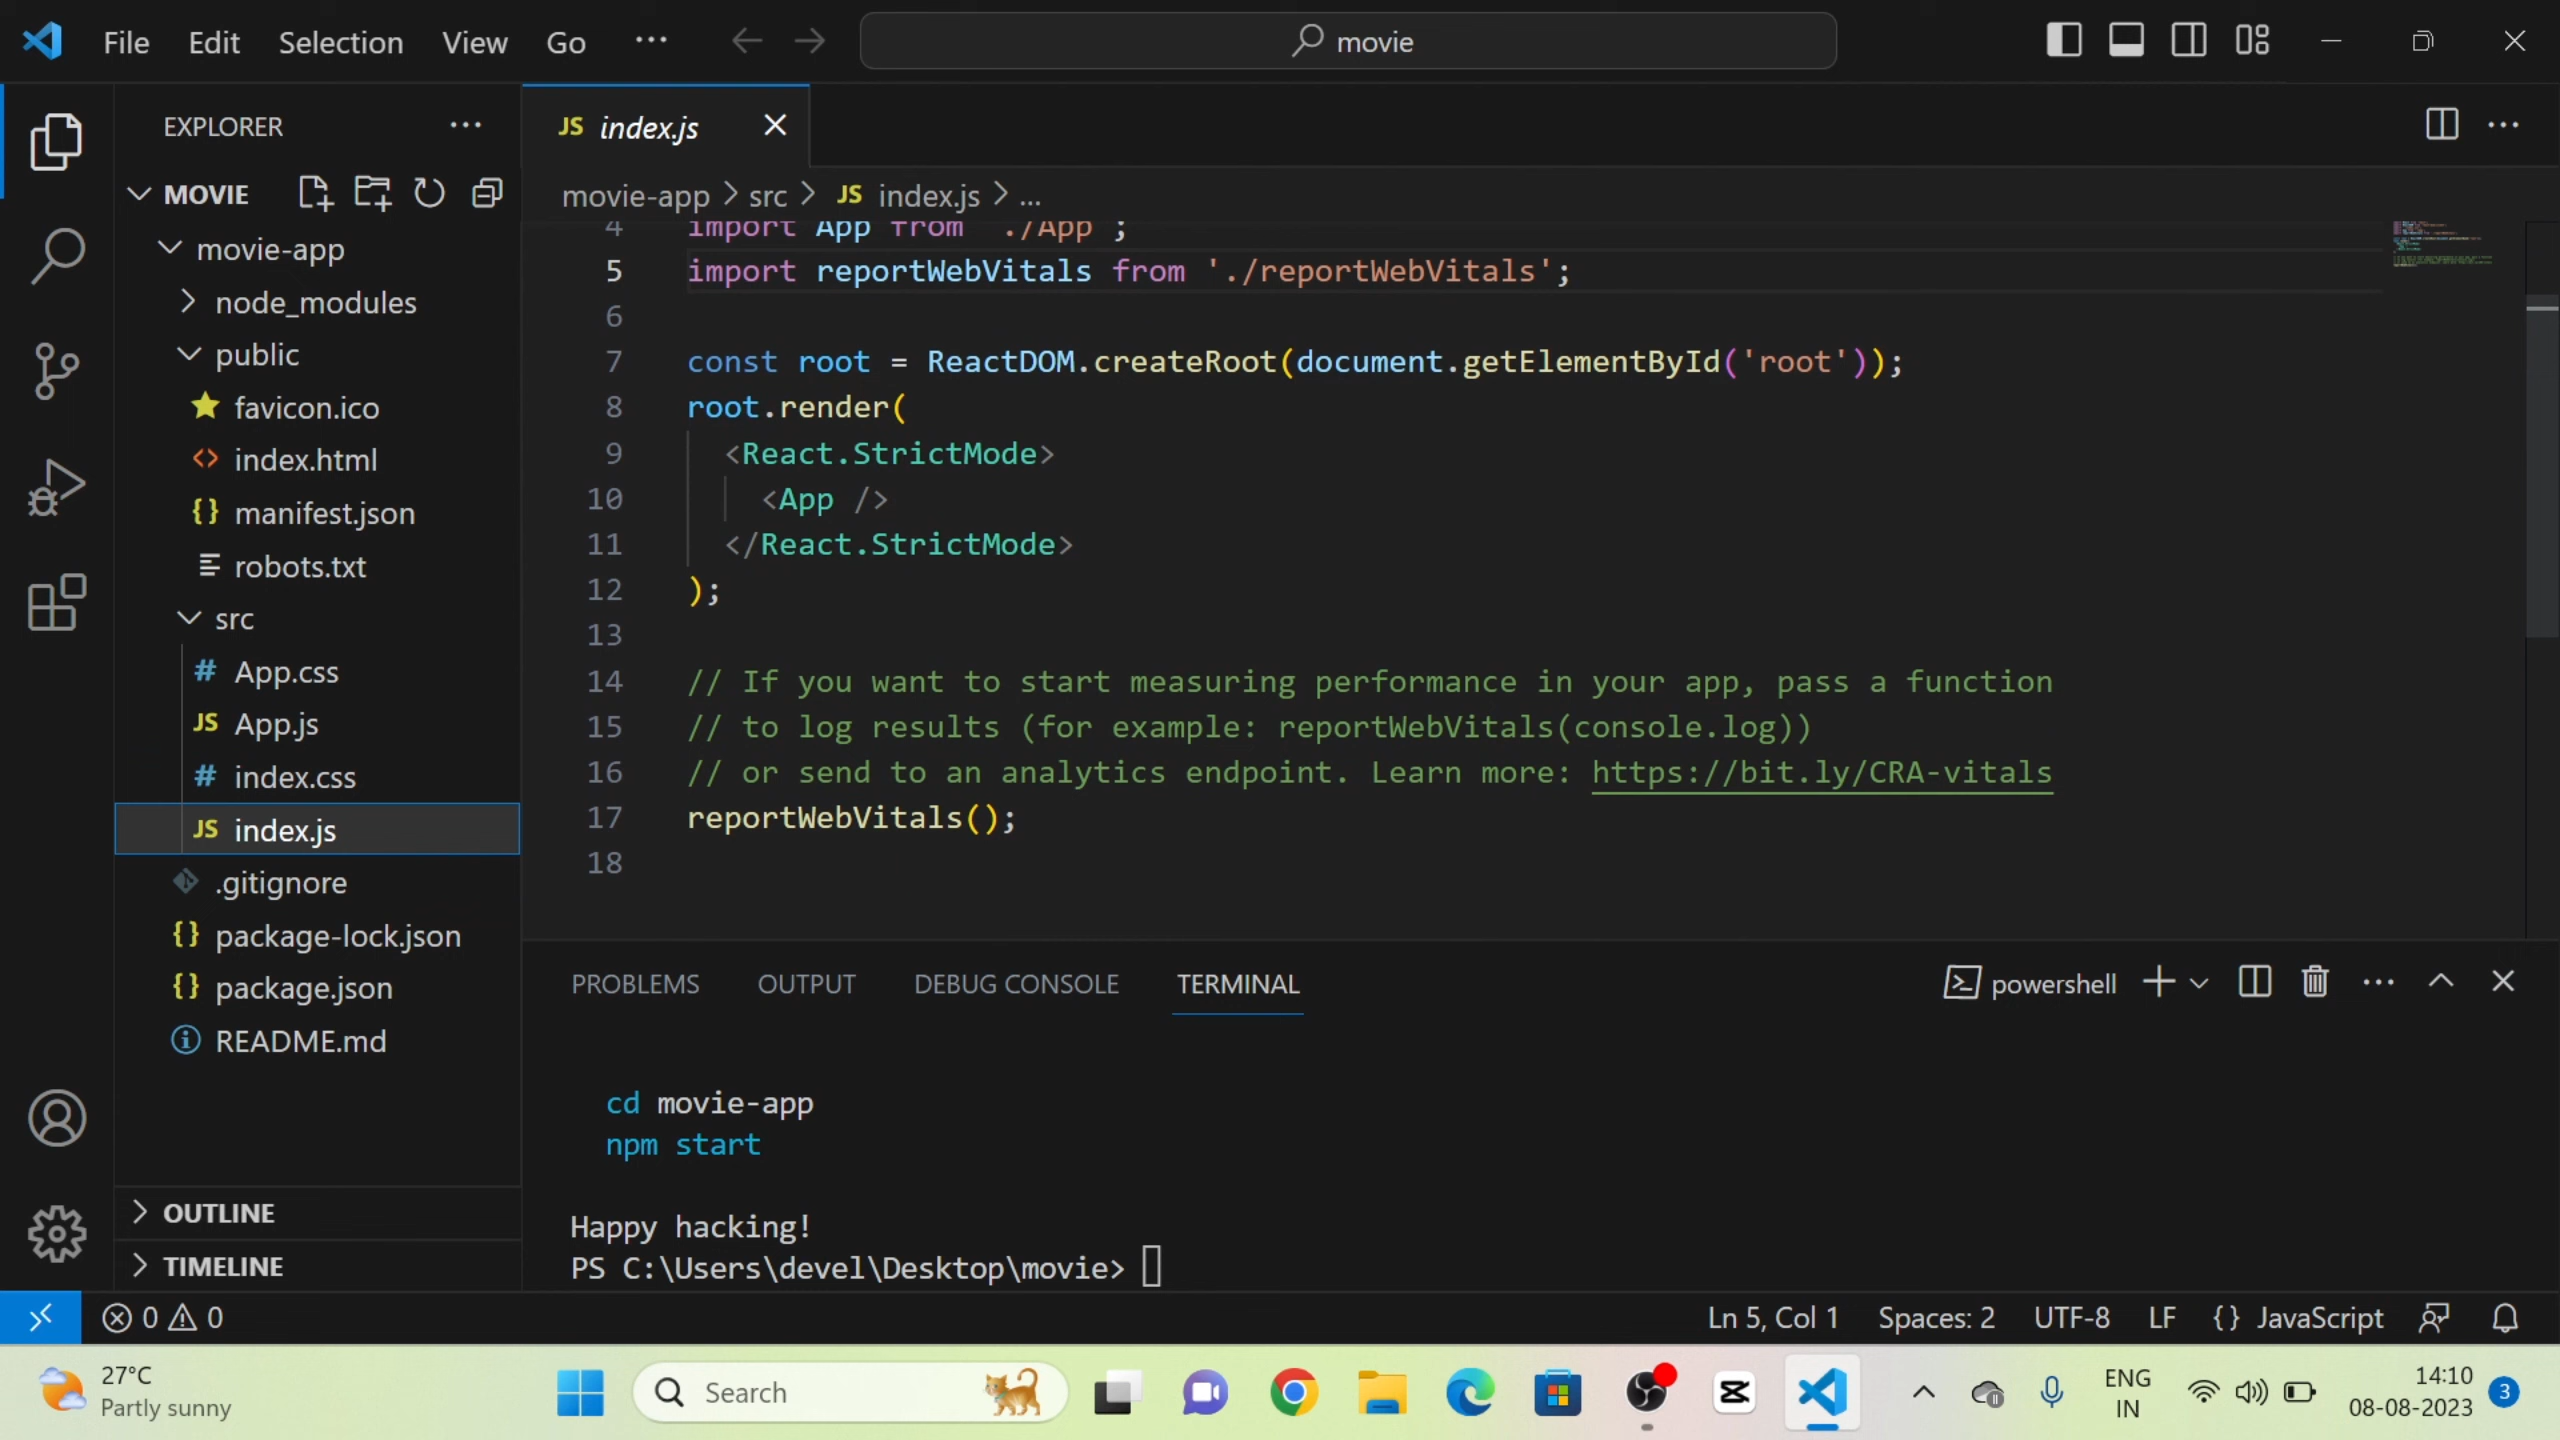 File Edit Selection View Go ...
movie
EXPLORER
MOVIE
movie-app
node_modules
public
favicon.ico
index.html
manifest.json
robots.txt
src
App.css
App.js
index.css
index.js
.gitignore
package-lock.json
package.json
README.md
OUTLINE
TIMELINE
JS index.js
movie-app > src > JS index.js > ...
4 import App from './App';
5 import reportWebVitals from './reportWebVitals';
6
7 const root = ReactDOM.createRoot(document.getElementById('root'));
8 root.render(
9 <React.StrictMode>
10 <App />
11 </React.StrictMode>
12 );
13
14 // If you want to start measuring performance in your app, pass a function
15 // to log results (for example: reportWebVitals(console.log))
16 // or send to an analytics endpoint. Learn more: https://bit.ly/CRA-vitals
17 reportWebVitals();
18
PROBLEMS OUTPUT DEBUG CONSOLE TERMINAL
powershell
cd movie-app
npm start
Happy hacking!
PS C:\Users\devel\Desktop\movie>
0 0
Ln 5, Col 1 Spaces: 2 UTF-8 LF {} JavaScript
27°C
Partly sunny
Search
ENG
IN
14:10
08-08-2023
3